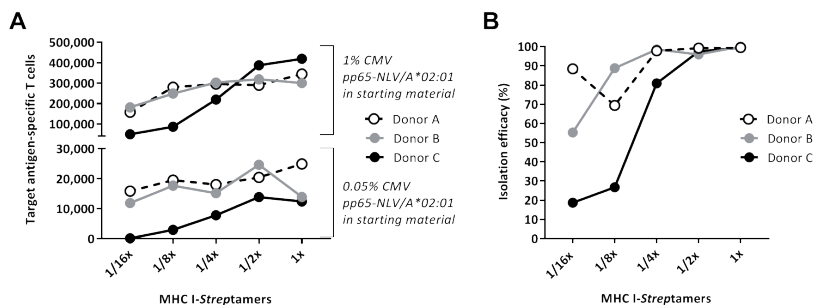 A
Target antigen-specific T cells
500,000
400,000
300,000
200,000
100,000
30,000
20,000
10,000
0
1/16x
1/8x
1/4x
1/2x
1x
MHC I-Streptamers
1% CMV
pp65-NLV/A*02:01
in starting material
Donor A
Donor B
Donor C
0.05% CMV
pp65-NLV/A*02:01
in starting material
B
Isolation efficacy (%)
100
90
80
70
60
50
40
30
20
10
0
1/16x
1/8x
1/4x
1/2x
1x
MHC I-Streptamers
Donor A
Donor B
Donor C